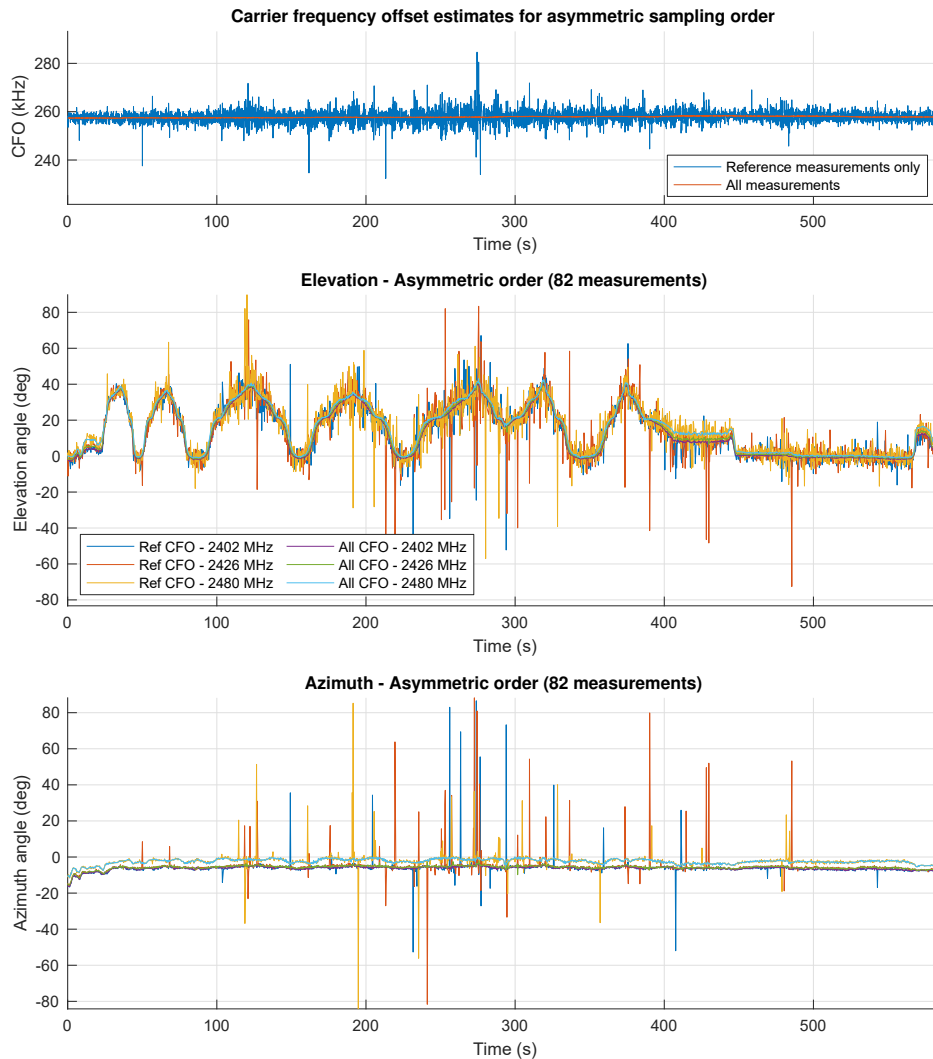 Carrier frequency offset estimates for asymmetric sampling order
280
260
240
CFO (kHz)
Reference measurements only
All measurements
0 100 200 300 400 500
Time (s)
Elevation - Asymmetric order (82 measurements)
80
60
40
20
0
-20
-40
-60
-80
Elevation angle (deg)
Ref CFO - 2402 MHz All CFO - 2402 MHz
Ref CFO - 2426 MHz All CFO - 2426 MHz
Ref CFO - 2480 MHz All CFO - 2480 MHz
0 100 200 300 400 500
Time (s)
Azimuth - Asymmetric order (82 measurements)
80
60
40
20
0
-20
-40
-60
-80
Azimuth angle (deg)
0 100 200 300 400 500
Time (s)